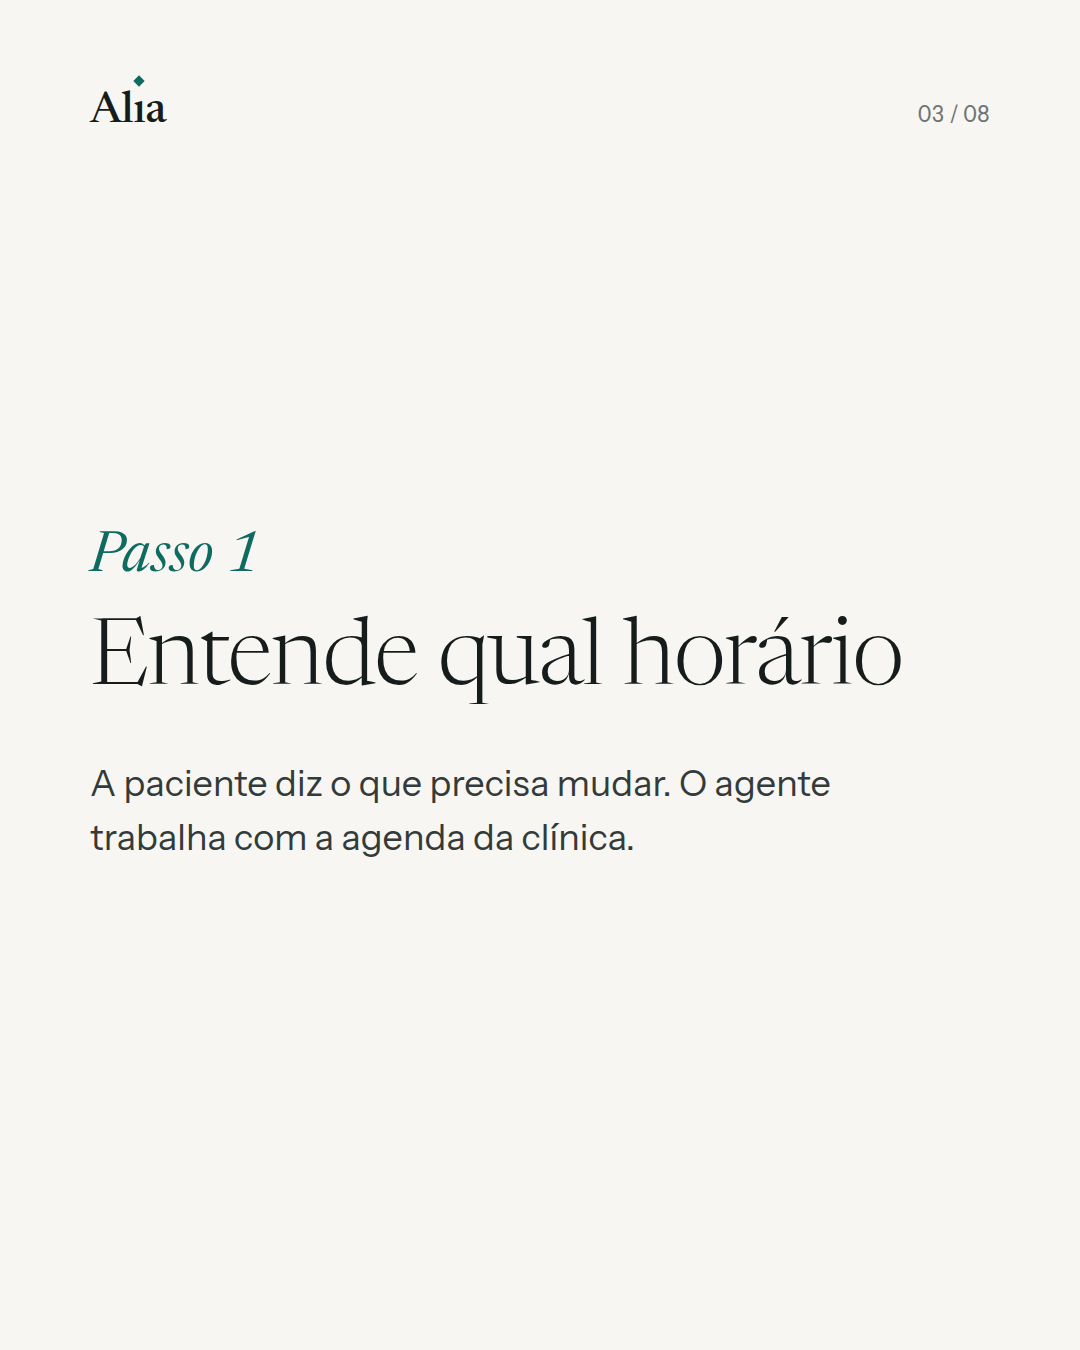 Alia
03 / 08
Passo 1
Entende qual horário
A paciente diz o que precisa mudar. O agente
trabalha com a agenda da clínica.